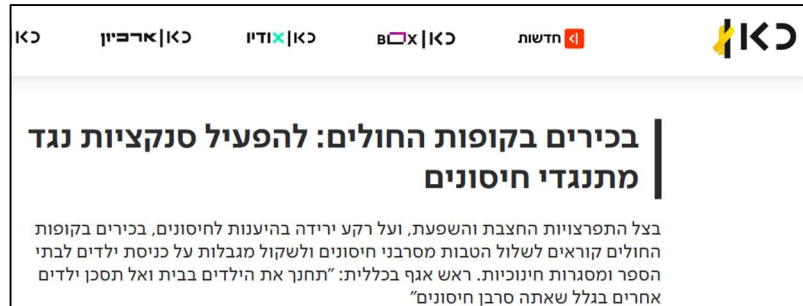 כאן
חדשות
כאן|BOX
כאן|אודיו
כאן|ארכיון
כאן
בכירים בקופות החולים: להפעיל סנקציות נגד
מתנגדי חיסונים
בצל התפרצויות החצבת והשפעת, ועל רקע ירידה בהיענות לחיסונים, בכירים בקופות
החולים קוראים לשלול הטבות מסרבני חיסונים ולשקול מגבלות על כניסת ילדים לבתי
הספר ומסגרות חינוכיות. ראש אגף בכללית: "תחנך את הילדים בבית ואל תסכן ילדים
אחרים בגלל שאתה סרבן חיסונים"